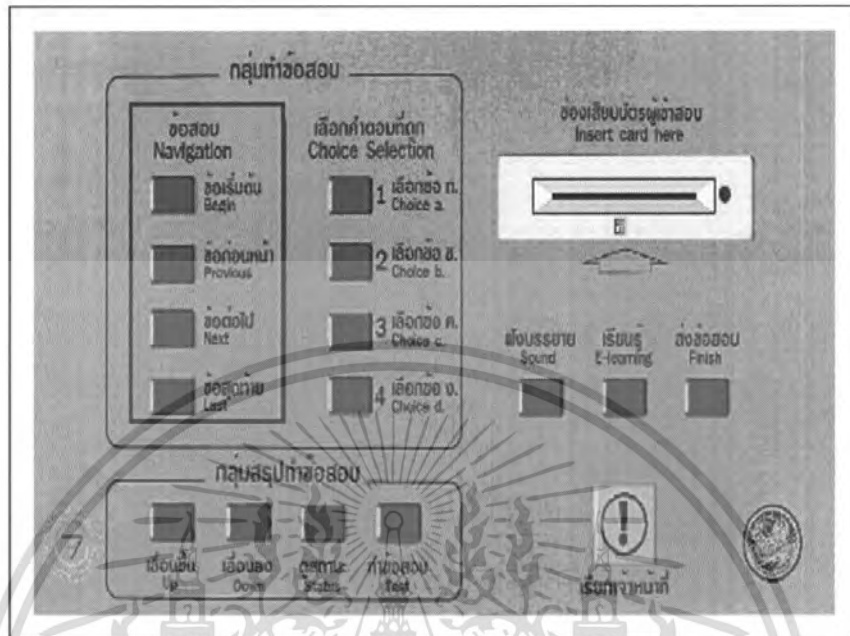 กลุ่มทำข้อสอบ
ข้อสอบ
Navigation
ข้อเริ่มต้น
Begin
ข้อก่อนหน้า
Previous
ข้อต่อไป
Next
ข้อสุดท้าย
Last
เลือกคำตอบที่ถูก
Choice Selection
1 เลือกข้อ ก.
Choice a.
2 เลือกข้อ ข.
Choice b.
3 เลือกข้อ ค.
Choice c.
4 เลือกข้อ ง.
Choice d.
ช่องเสียบบัตรผู้เข้าสอบ
Insert card here
ฟังบรรยาย
Sound
เรียนรู้
E-learning
ส่งข้อสอบ
Finish
กลุ่มสรุปทำข้อสอบ
เลื่อนขึ้น
Up
เลื่อนลง
Down
ดูสถานะ
Status
ทำข้อสอบ
Test
7
!
เรียกเจ้าหน้าที่